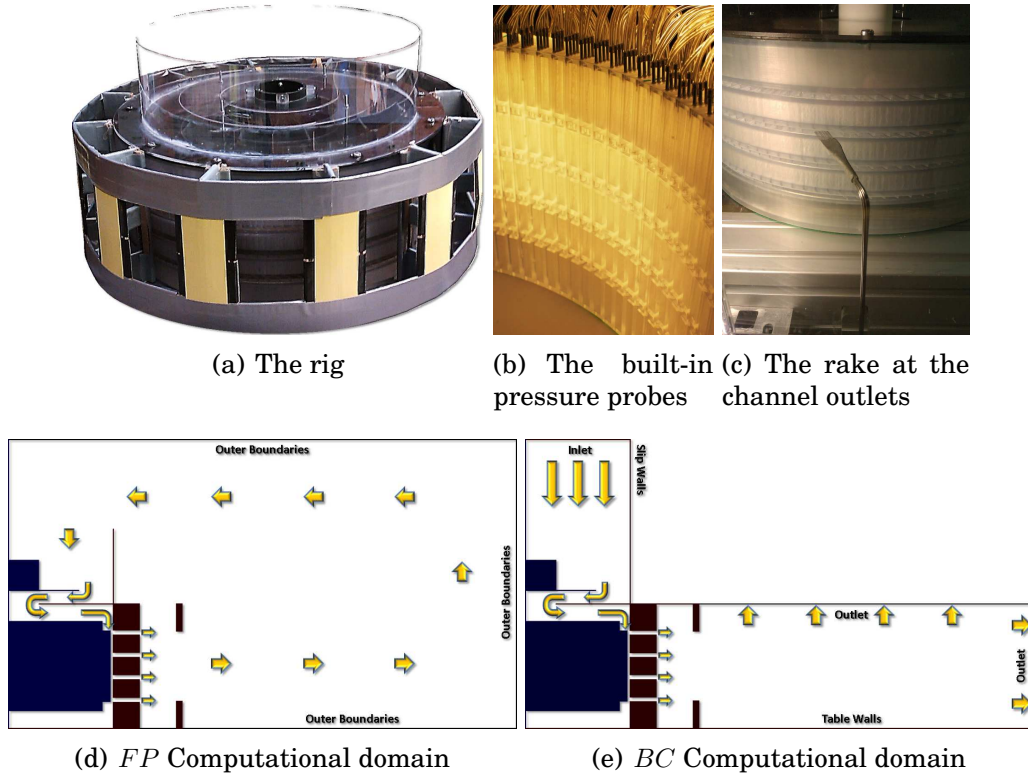 (a) The rig
(b) The built-in
pressure probes
(c) The rake at the
channel outlets
Outer Boundaries
Outer Boundaries
Outer Boundaries
(d) FP Computational domain
Inlet
Slip Walls
Outlet
Outlet
Table Walls
(e) BC Computational domain